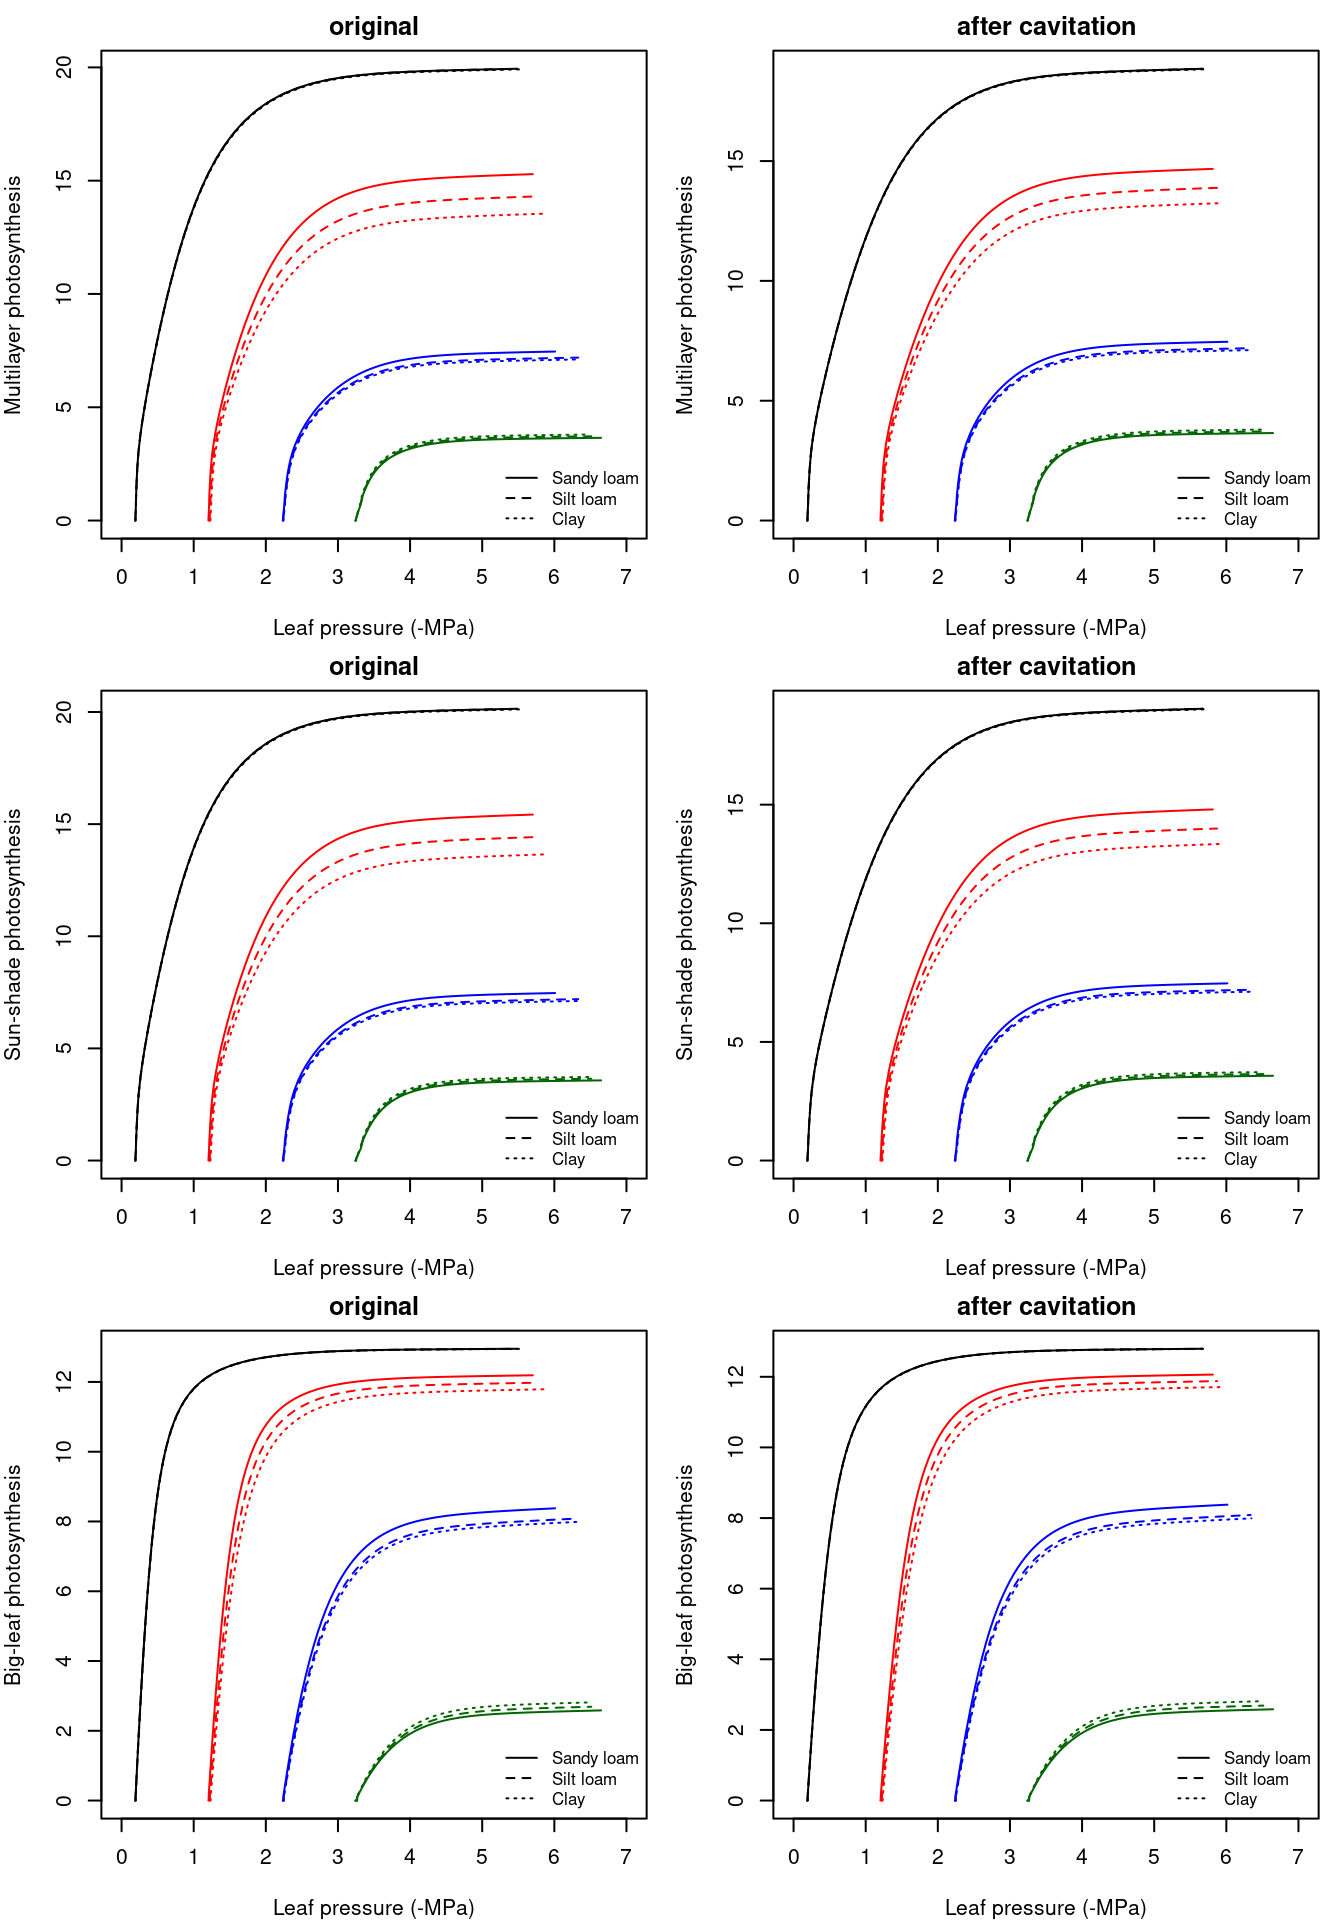 original
after cavitation
Multilayer photosynthesis
20
15
10
5
0
Sandy loam
Silt loam
Clay
0 1 2 3 4 5 6 7
Leaf pressure (-MPa)
Multilayer photosynthesis
15
10
5
0
Sandy loam
Silt loam
Clay
0 1 2 3 4 5 6 7
Leaf pressure (-MPa)
original
after cavitation
Sun-shade photosynthesis
20
15
10
5
0
Sandy loam
Silt loam
Clay
0 1 2 3 4 5 6 7
Leaf pressure (-MPa)
Sun-shade photosynthesis
15
10
5
0
Sandy loam
Silt loam
Clay
0 1 2 3 4 5 6 7
Leaf pressure (-MPa)
original
after cavitation
Big-leaf photosynthesis
12
10
8
6
4
2
0
Sandy loam
Silt loam
Clay
0 1 2 3 4 5 6 7
Leaf pressure (-MPa)
Big-leaf photosynthesis
12
10
8
6
4
2
0
Sandy loam
Silt loam
Clay
0 1 2 3 4 5 6 7
Leaf pressure (-MPa)